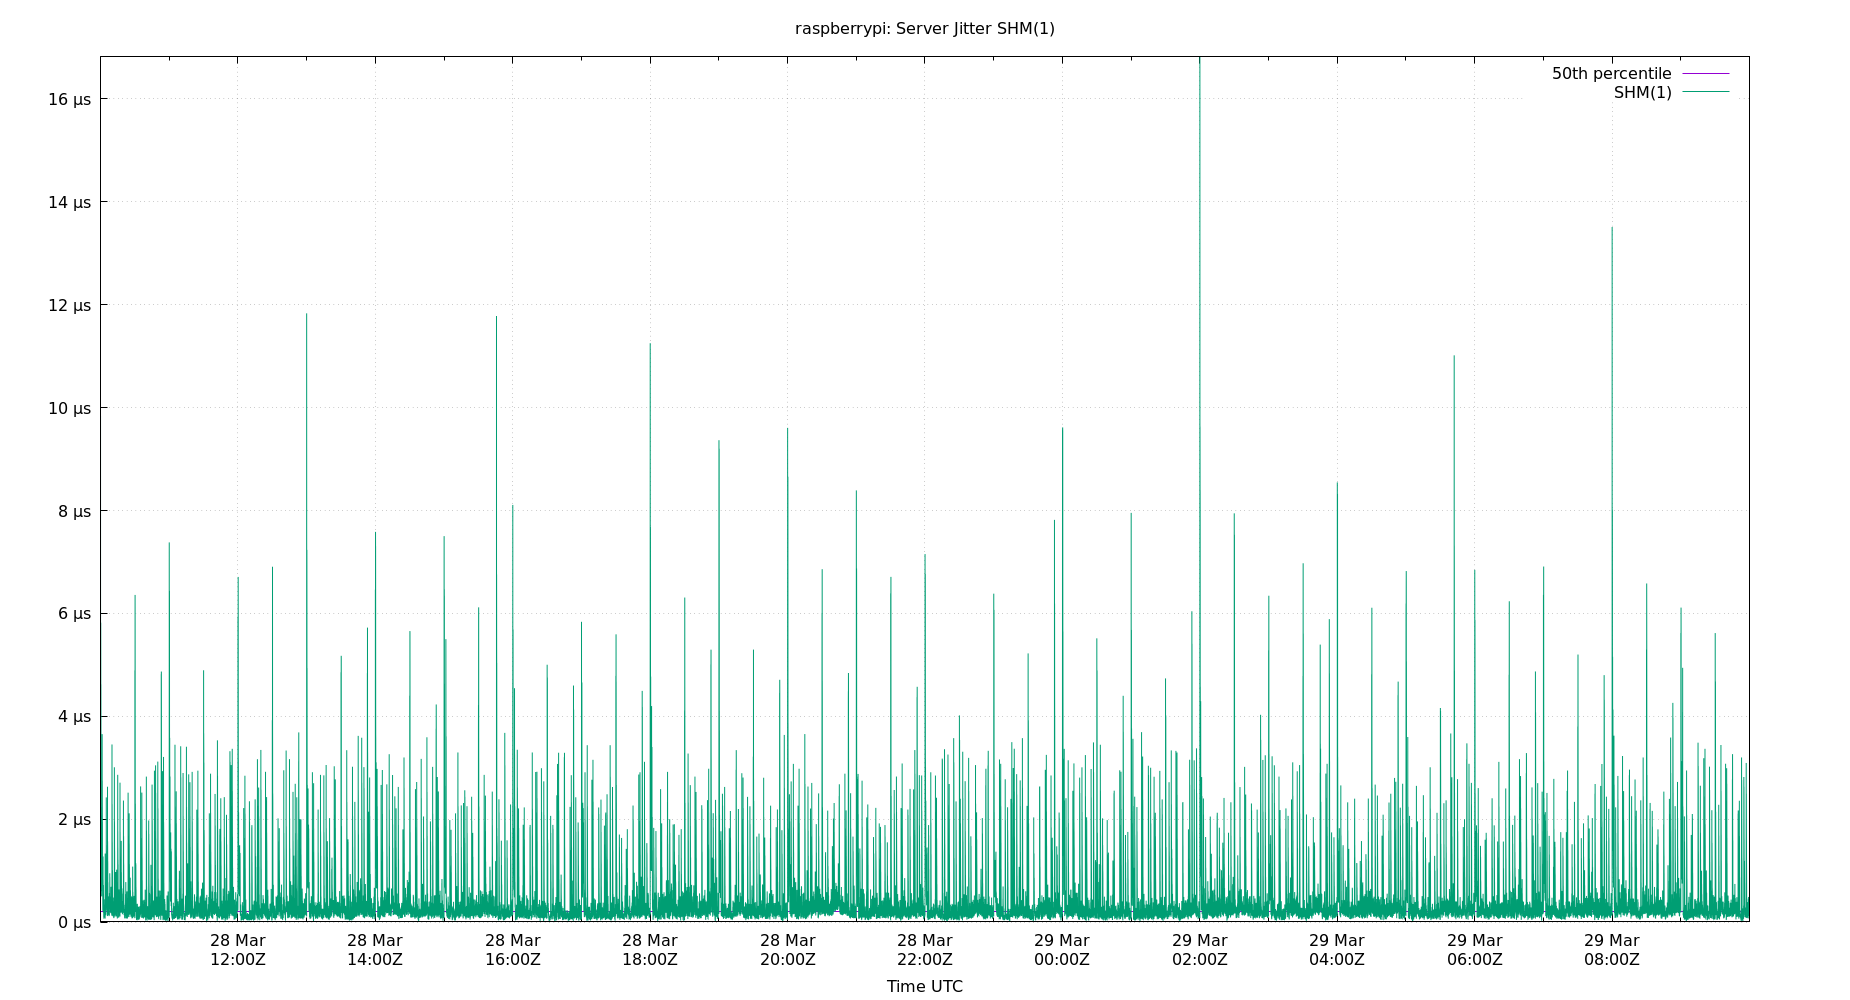 raspberrypi: Server Jitter SHM(1)
50th percentile
SHM(1)
16 µs
14 µs
12 µs
10 µs
8 µs
6 µs
4 µs
2 µs
0 µs
28 Mar 28 Mar 28 Mar 28 Mar 28 Mar 28 Mar 29 Mar 29 Mar 29 Mar 29 Mar 29 Mar
12:00Z 14:00Z 16:00Z 18:00Z 20:00Z 22:00Z 00:00Z 02:00Z 04:00Z 06:00Z 08:00Z
Time UTC